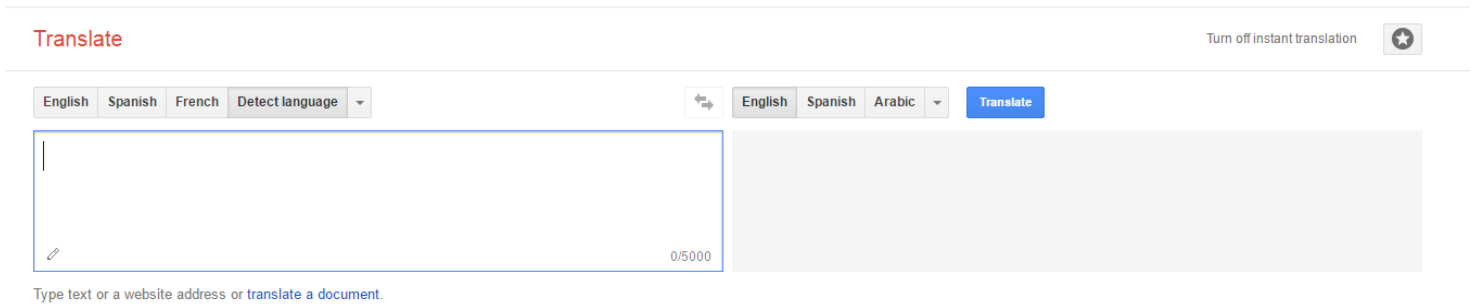 Translate
Turn off instant translation
English Spanish French Detect language English Spanish Arabic Translate
0/5000
Type text or a website address or translate a document.